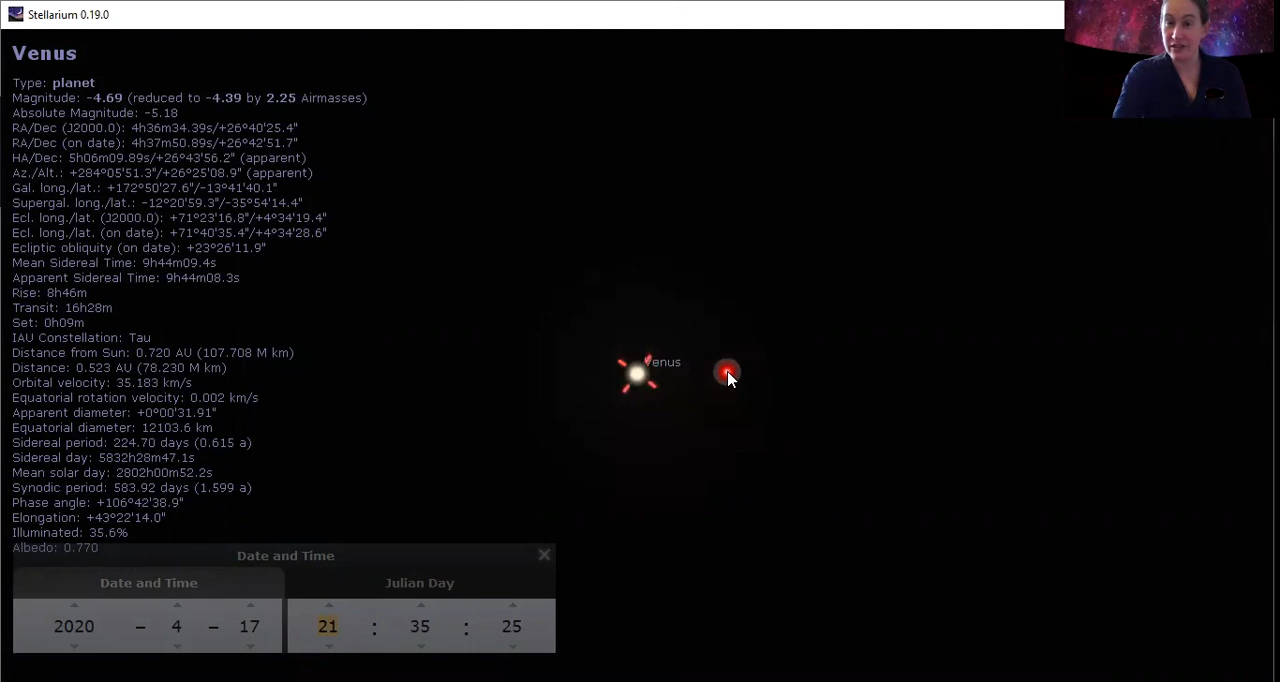 Stellarium 0.19.0
Venus
Type: planet
Magnitude: -4.69 (reduced to -4.39 by 2.25 Airmasses)
Absolute Magnitude: -5.18
RA/Dec (J2000.0): 4h36m34.39s/+26°40'25.4"
RA/Dec (on date): 4h37m50.89s/+26°42'51.7"
HA/Dec: 5h06m09.89s/+26°43'56.2" (apparent)
Az./Alt.: +284°05'51.3"/+26°25'08.9" (apparent)
Gal. long./lat.: +172°50'27.6"/-13°41'40.1"
Supergal. long./lat.: -12°20'59.3"/-35°54'14.4"
Ecl. long./lat. (J2000.0): +71°23'16.8"/+4°34'19.4"
Ecl. long./lat. (on date): +71°40'35.4"/+4°34'28.6"
Ecliptic obliquity (on date): +23°26'11.9"
Mean Sidereal Time: 9h44m09.4s
Apparent Sidereal Time: 9h44m08.3s
Rise: 8h46m
Transit: 16h28m
Set: 0h09m
IAU Constellation: Tau
Distance from Sun: 0.720 AU (107.708 M km)
Distance: 0.523 AU (78.230 M km)
Orbital velocity: 35.183 km/s
Equatorial rotation velocity: 0.002 km/s
Apparent diameter: +0°00'31.91"
Equatorial diameter: 12103.6 km
Sidereal period: 224.70 days (0.615 a)
Sidereal day: 5832h28m47.1s
Mean solar day: 2802h00m52.2s
Synodic period: 583.92 days (1.599 a)
Phase angle: +106°42'38.9"
Elongation: +43°22'14.0"
Illuminated: 35.6%
Albedo: 0.770
Venus
Date and Time
Date and Time Julian Day
2020 - 4 - 17 21 : 35 : 25